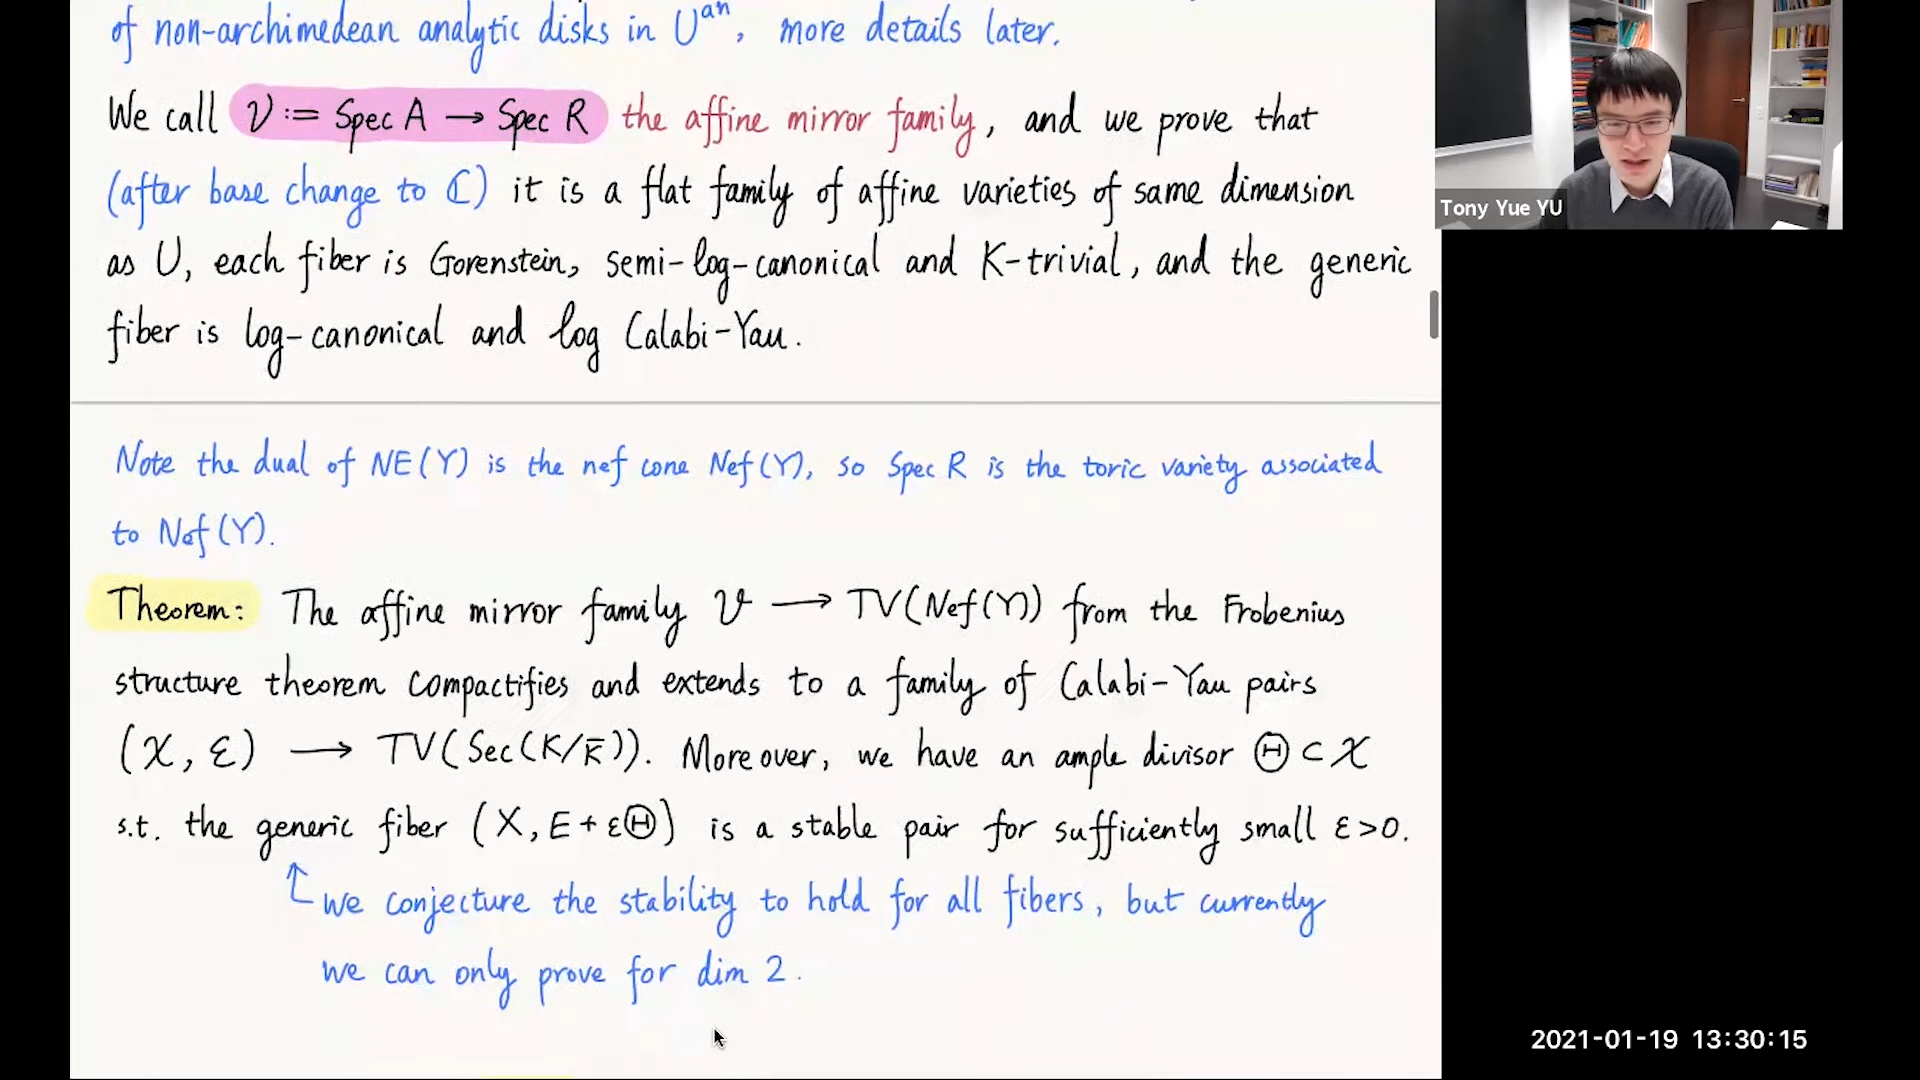 of non-archimedean analytic disks in U^an, more details later.
We call 𝒱 := Spec A → Spec R the affine mirror family, and we prove that
(after base change to ℂ) it is a flat family of affine varieties of same dimension
as U, each fiber is Gorenstein, semi-log-canonical and K-trivial, and the generic
fiber is log-canonical and log Calabi-Yau.
Note the dual of NE(Y) is the nef cone Nef(Y), so Spec R is the toric variety associated
to Nef(Y).
Theorem: The affine mirror family 𝒱 → TV(Nef(Y)) from the Frobenius
structure theorem compactifies and extends to a family of Calabi-Yau pairs
(𝒳, ℰ) → TV(Sec(K/k̄)). Moreover, we have an ample divisor Θ ⊂ 𝒳
s.t. the generic fiber (X, E + εΘ) is a stable pair for sufficiently small ε>0.
we conjecture the stability to hold for all fibers, but currently
we can only prove for dim 2.
Tony Yue YU
2021-01-19 13:30:15